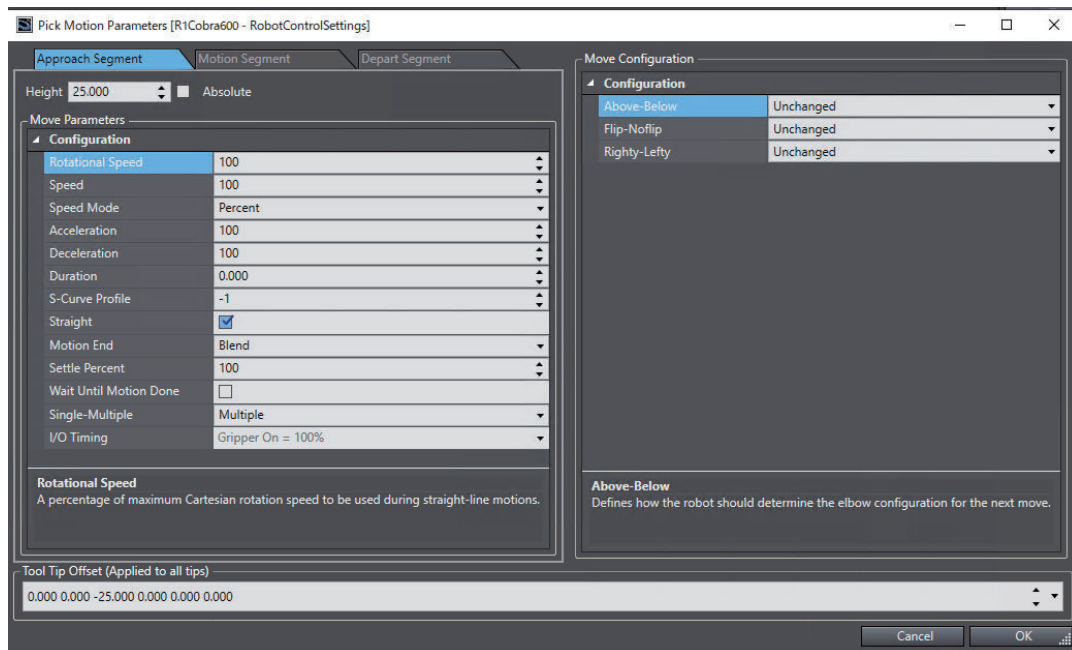 Pick Motion Parameters [R1Cobra600 - RobotControlSettings]
Approach Segment Motion Segment Depart Segment
Height 25.000 Absolute
Move Parameters
Configuration
Rotational Speed 100
Speed 100
Speed Mode Percent
Acceleration 100
Deceleration 100
Duration 0.000
S-Curve Profile -1
Straight
Motion End Blend
Settle Percent 100
Wait Until Motion Done
Single-Multiple Multiple
I/O Timing Gripper On = 100%
Rotational Speed
A percentage of maximum Cartesian rotation speed to be used during straight-line motions.
Move Configuration
Configuration
Above-Below Unchanged
Flip-Noflip Unchanged
Righty-Lefty Unchanged
Above-Below
Defines how the robot should determine the elbow configuration for the next move.
Tool Tip Offset (Applied to all tips)
0.000 0.000 -25.000 0.000 0.000 0.000
Cancel OK